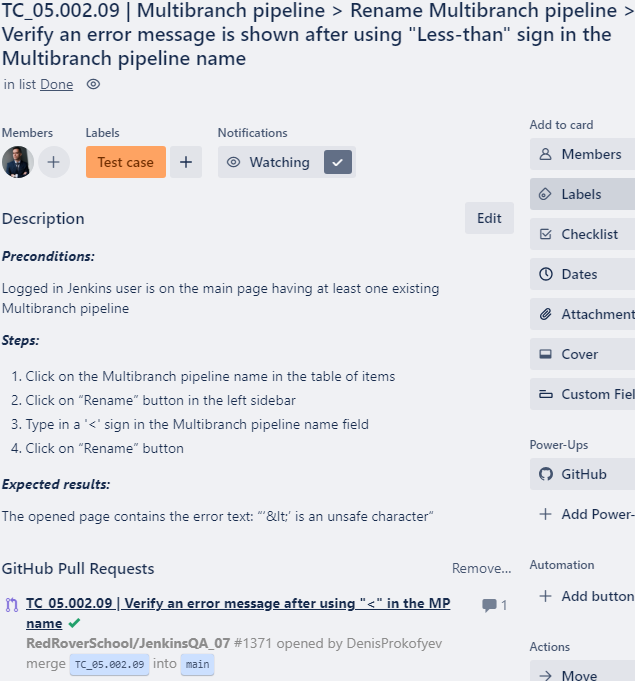 TC_05.002.09 | Multibranch pipeline > Rename Multibranch pipeline >
Verify an error message is shown after using "Less-than" sign in the
Multibranch pipeline name
in list Done
Members
Labels
Notifications
Test case
Watching
Description
Edit
Preconditions:
Logged in Jenkins user is on the main page having at least one existing
Multibranch pipeline
Steps:
1. Click on the Multibranch pipeline name in the table of items
2. Click on “Rename” button in the left sidebar
3. Type in a '<' sign in the Multibranch pipeline name field
4. Click on “Rename” button
Expected results:
The opened page contains the error text: “‘&lt;’ is an unsafe character”
GitHub Pull Requests
Remove...
TC_05.002.09 | Verify an error message after using "<" in the MP
name
1
RedRoverSchool/JenkinsQA_07 #1371 opened by DenisProkofyev
merge TC_05.002.09 into main
Add to card
Members
Labels
Checklist
Dates
Attachment
Cover
Custom Fiel
Power-Ups
GitHub
Add Power-
Automation
Add button
Actions
Move